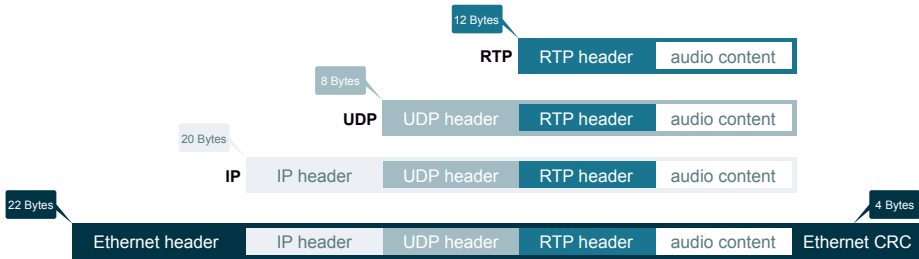 12 Bytes
RTP RTP header audio content
8 Bytes
UDP UDP header RTP header audio content
20 Bytes
IP IP header UDP header RTP header audio content
22 Bytes 4 Bytes
Ethernet header IP header UDP header RTP header audio content Ethernet CRC